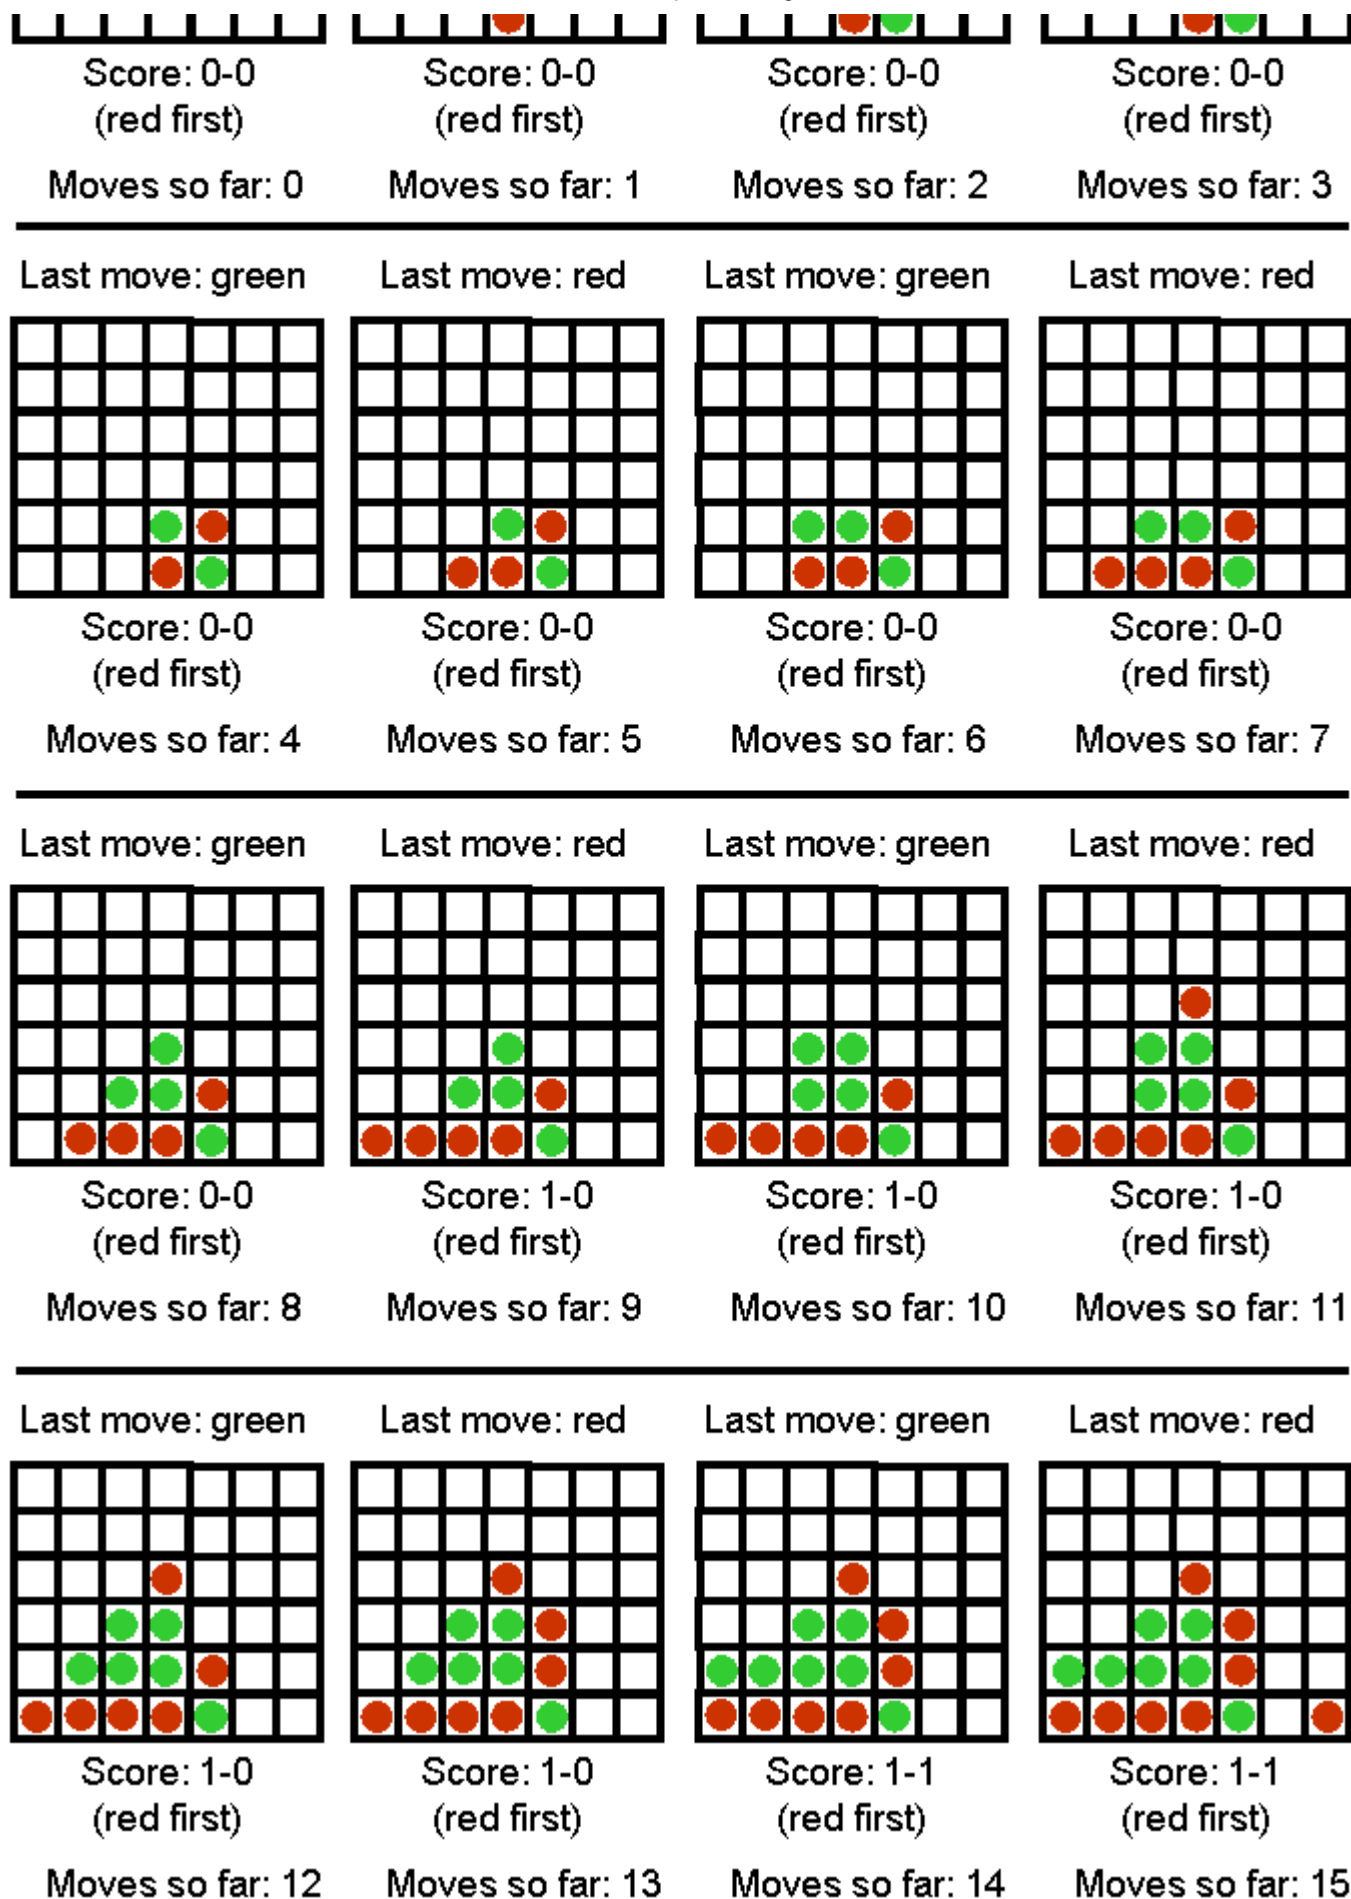 Score: 0-0 Score: 0-0 Score: 0-0 Score: 0-0
(red first) (red first) (red first) (red first)
Moves so far: 0 Moves so far: 1 Moves so far: 2 Moves so far: 3
Last move: green Last move: red Last move: green Last move: red
Score: 0-0 Score: 0-0 Score: 0-0 Score: 0-0
(red first) (red first) (red first) (red first)
Moves so far: 4 Moves so far: 5 Moves so far: 6 Moves so far: 7
Last move: green Last move: red Last move: green Last move: red
Score: 0-0 Score: 1-0 Score: 1-0 Score: 1-0
(red first) (red first) (red first) (red first)
Moves so far: 8 Moves so far: 9 Moves so far: 10 Moves so far: 11
Last move: green Last move: red Last move: green Last move: red
Score: 1-0 Score: 1-0 Score: 1-1 Score: 1-1
(red first) (red first) (red first) (red first)
Moves so far: 12 Moves so far: 13 Moves so far: 14 Moves so far: 15